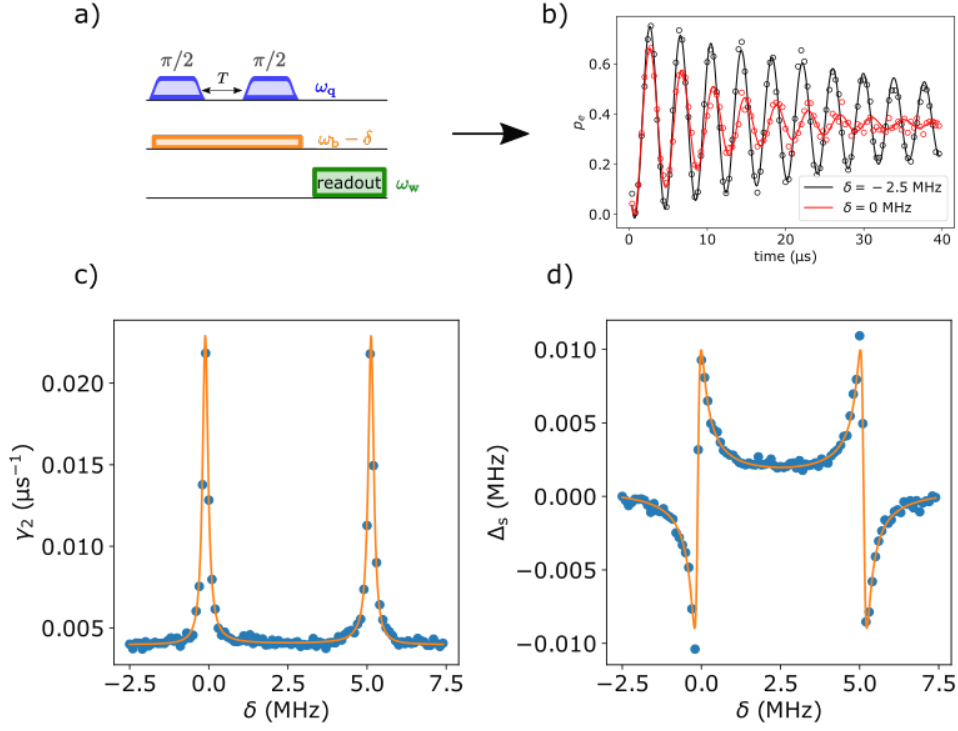 a)
π/2
π/2
T
ω_q
ω_b − δ
readout
ω_w
b)
p_e
0.6
0.4
0.2
0.0
δ = −2.5 MHz
δ = 0 MHz
0
10
20
30
40
time (μs)
c)
γ₂ (μs⁻¹)
0.020
0.015
0.010
0.005
−2.5
0.0
2.5
5.0
7.5
δ (MHz)
d)
Δ_s (MHz)
0.010
0.005
0.000
−0.005
−0.010
−2.5
0.0
2.5
5.0
7.5
δ (MHz)